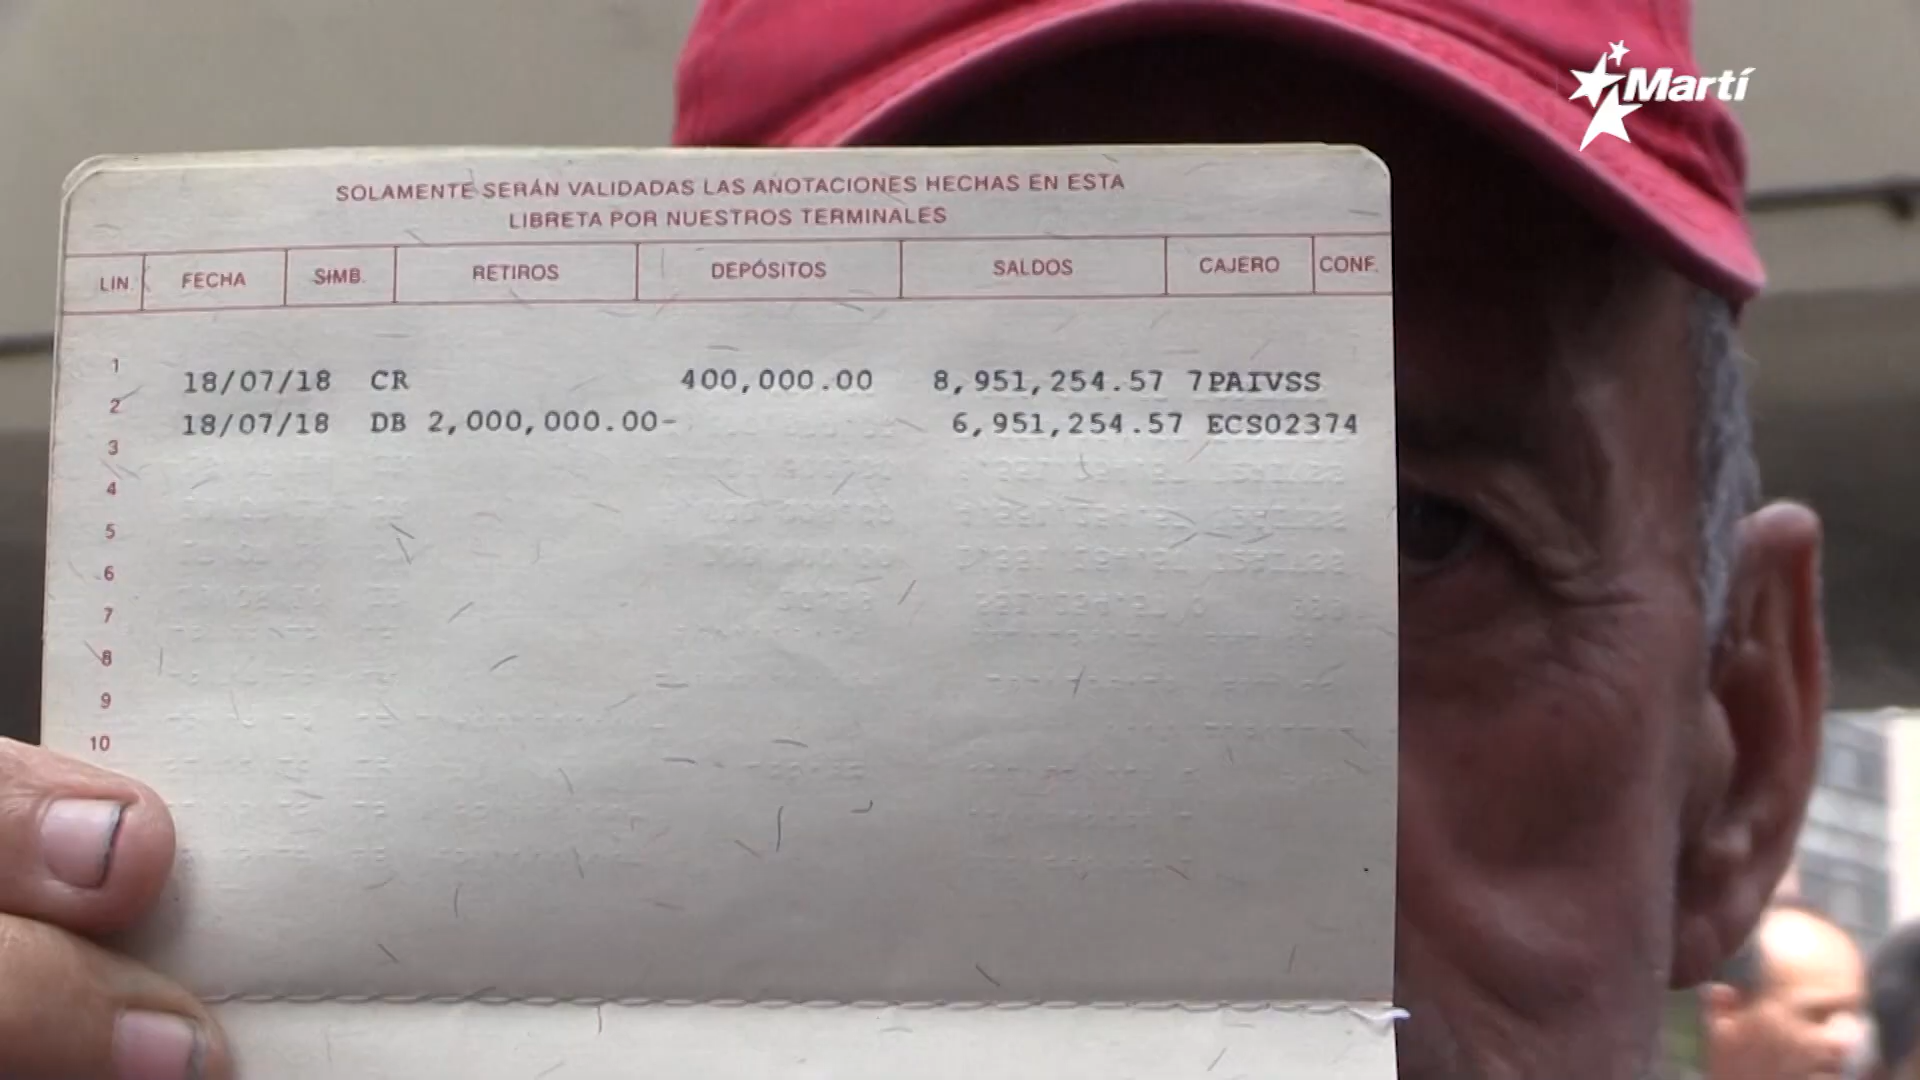 Martí
SOLAMENTE SERÁN VALIDADAS LAS ANOTACIONES HECHAS EN ESTA
LIBRETA POR NUESTROS TERMINALES
LIN. FECHA SIMB. RETIROS DEPÓSITOS SALDOS CAJERO CONF.
1 18/07/18 CR 400,000.00 8,951,254.57 7PAIVSS
2 18/07/18 DB 2,000,000.00- 6,951,254.57 ECS02374
3
4
5
6
7
8
9
10